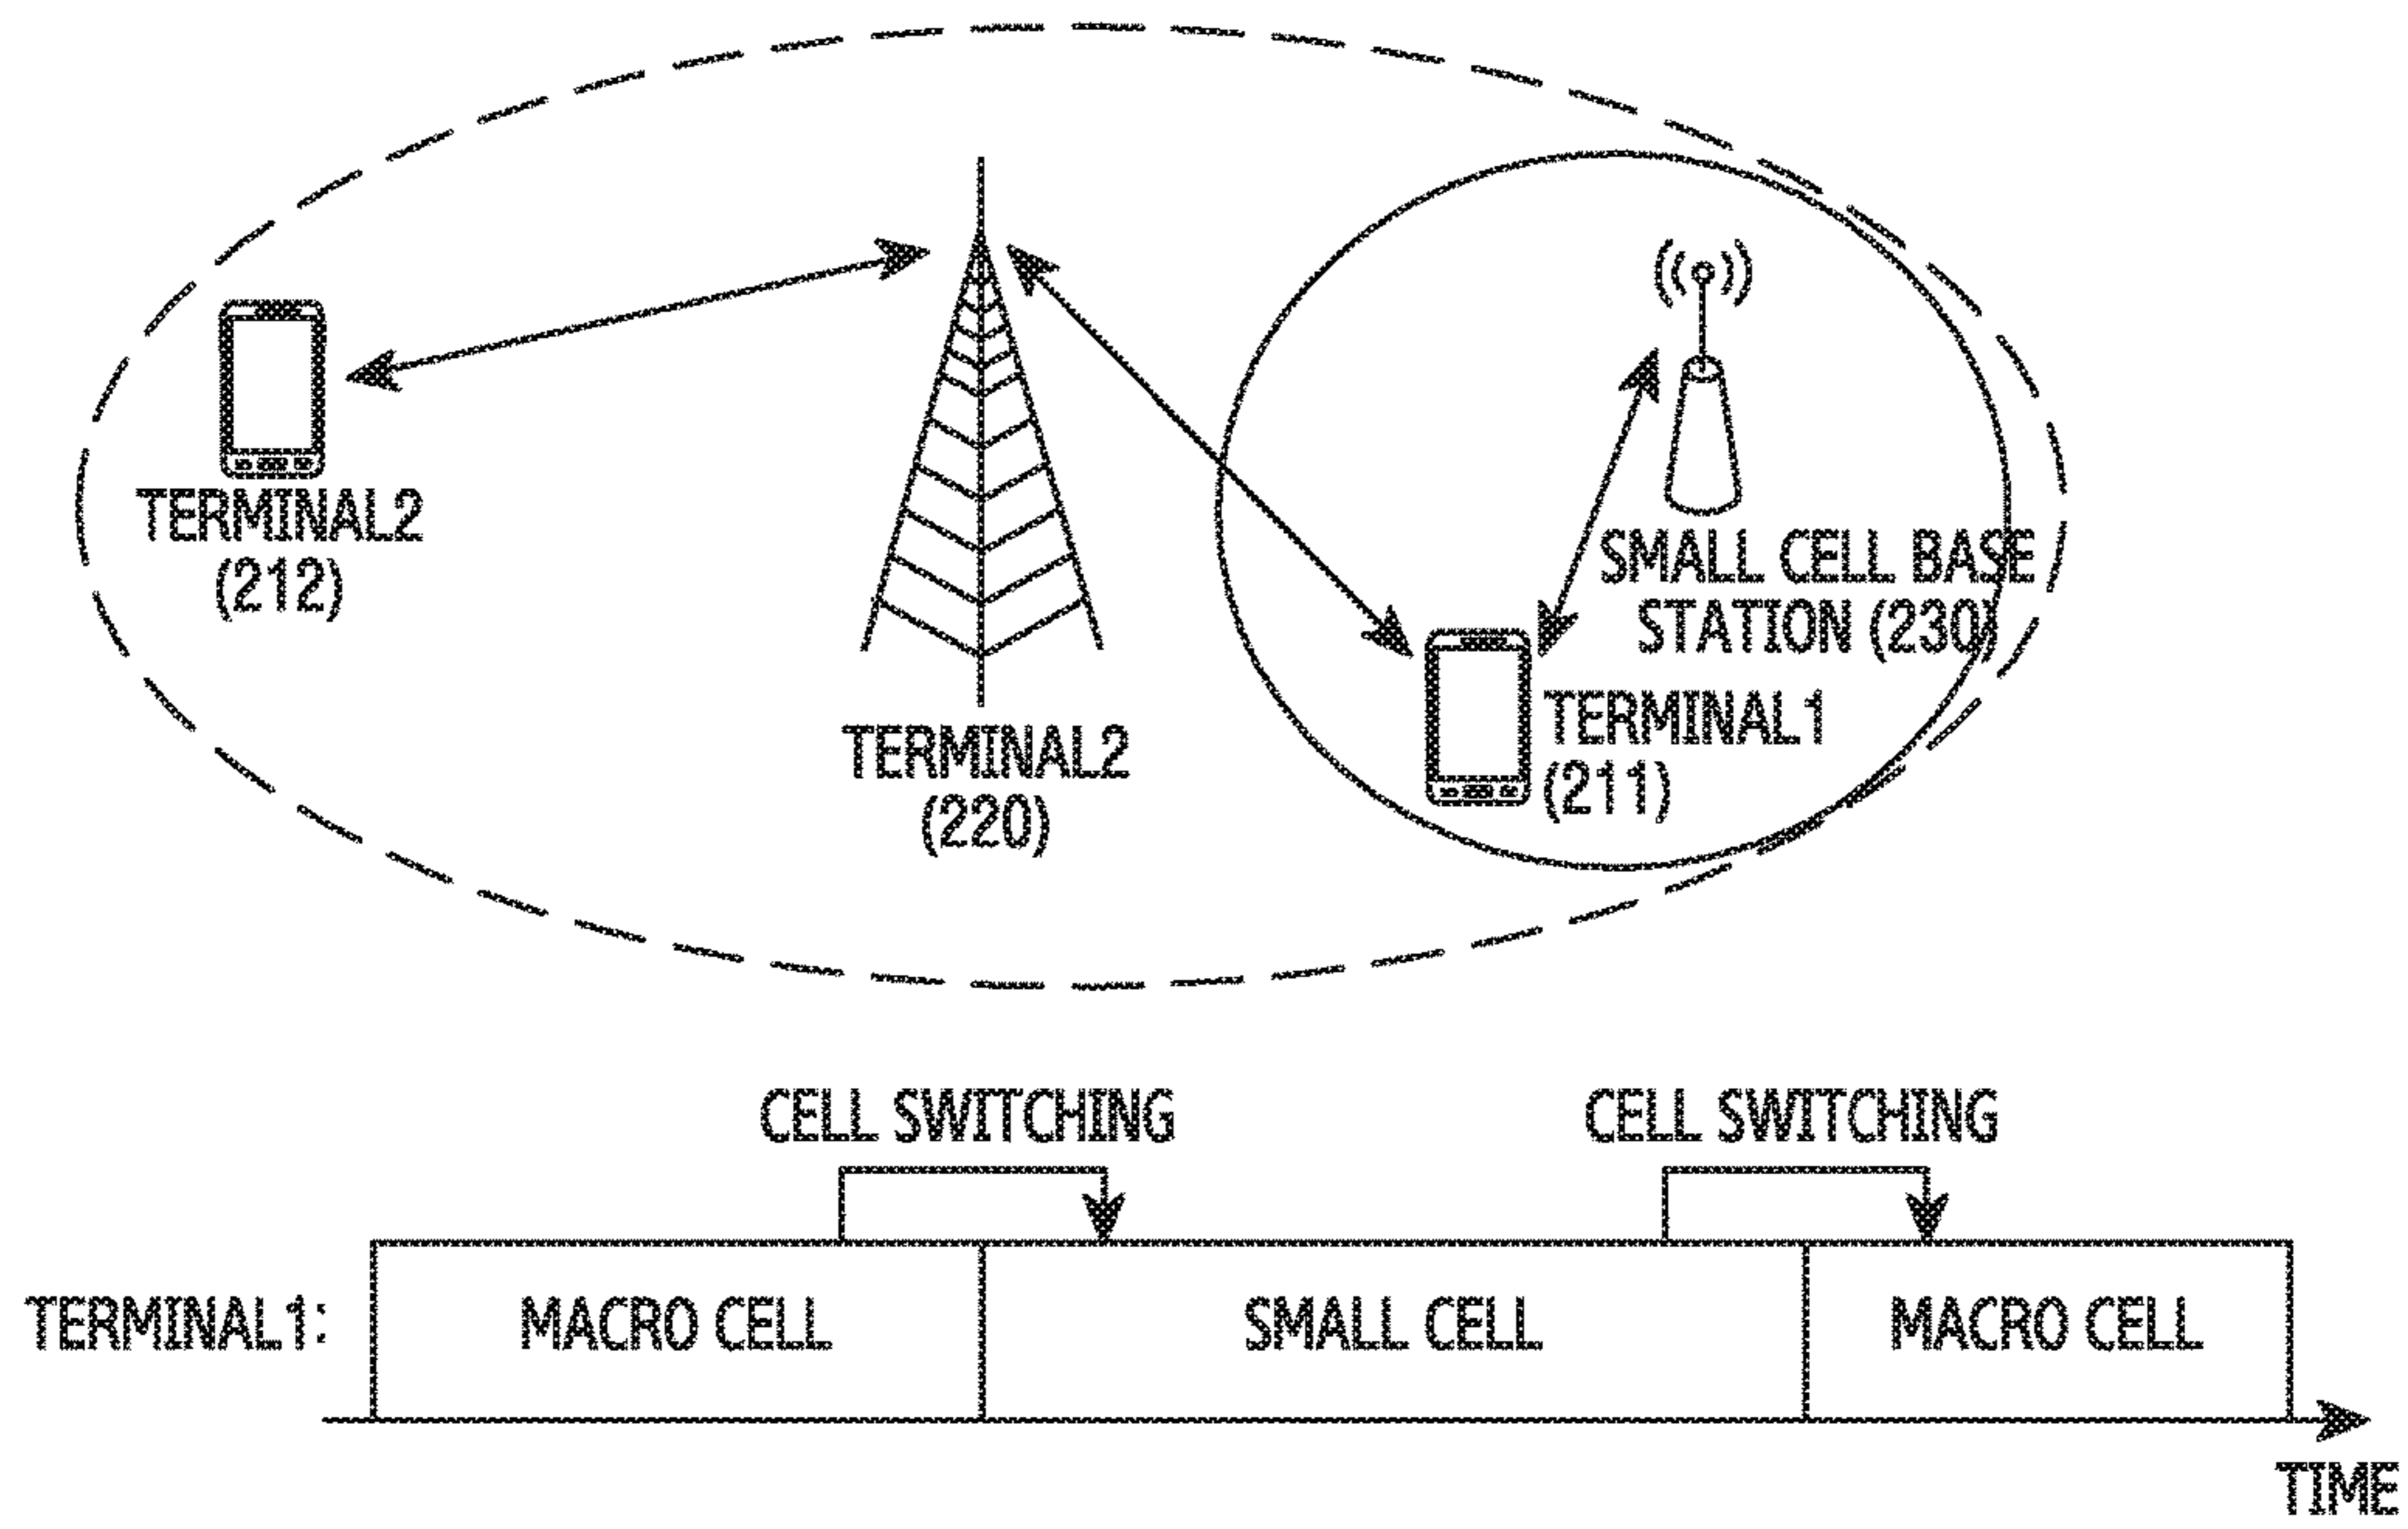 TERMINAL2
(212)
TERMINAL2
(220)
SMALL CELL BASE
STATION (230)
TERMINAL1
(211)
CELL SWITCHING
CELL SWITCHING
TERMINAL1:
MACRO CELL
SMALL CELL
MACRO CELL
TIME